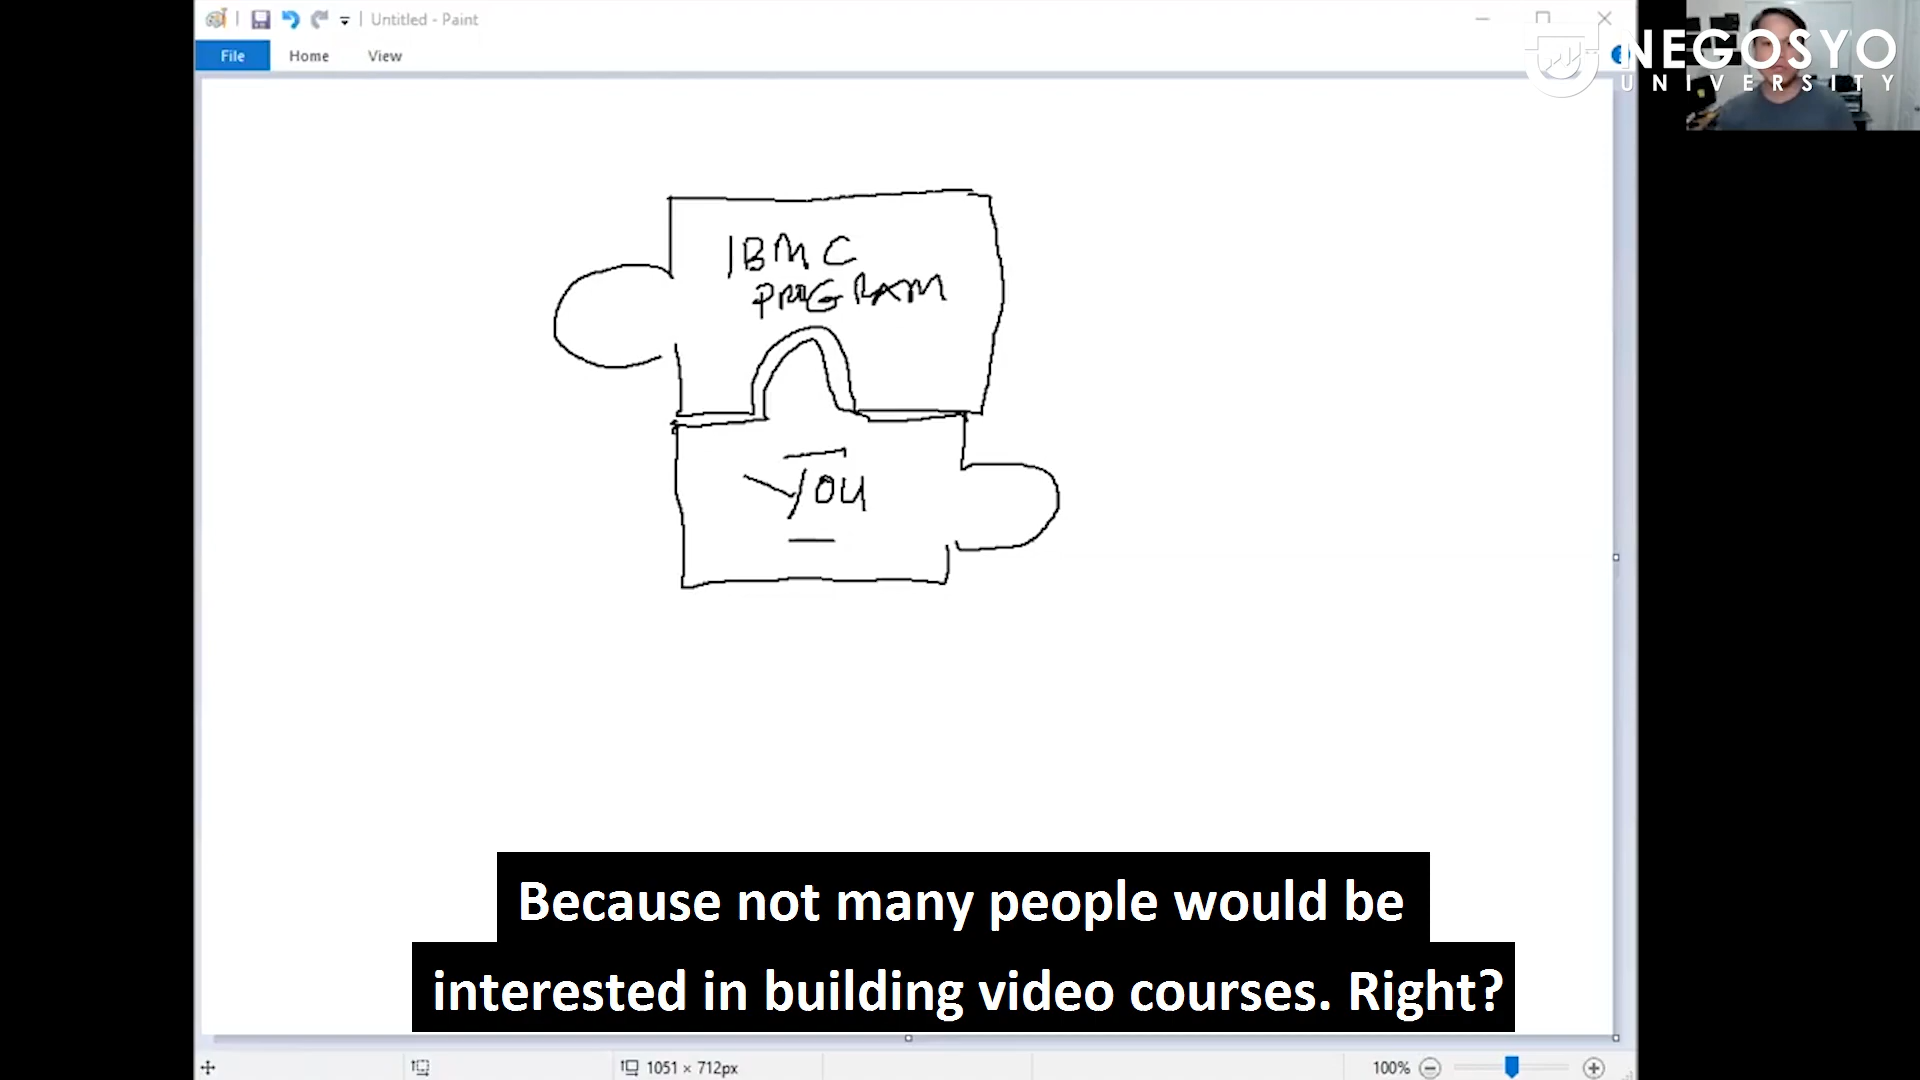 Untitled - Paint
File Home View
NEGOSYO
UNIVERSITY
IBMC
PROGRAM
YOU
Because not many people would be
interested in building video courses. Right?
1051 × 712px
100%